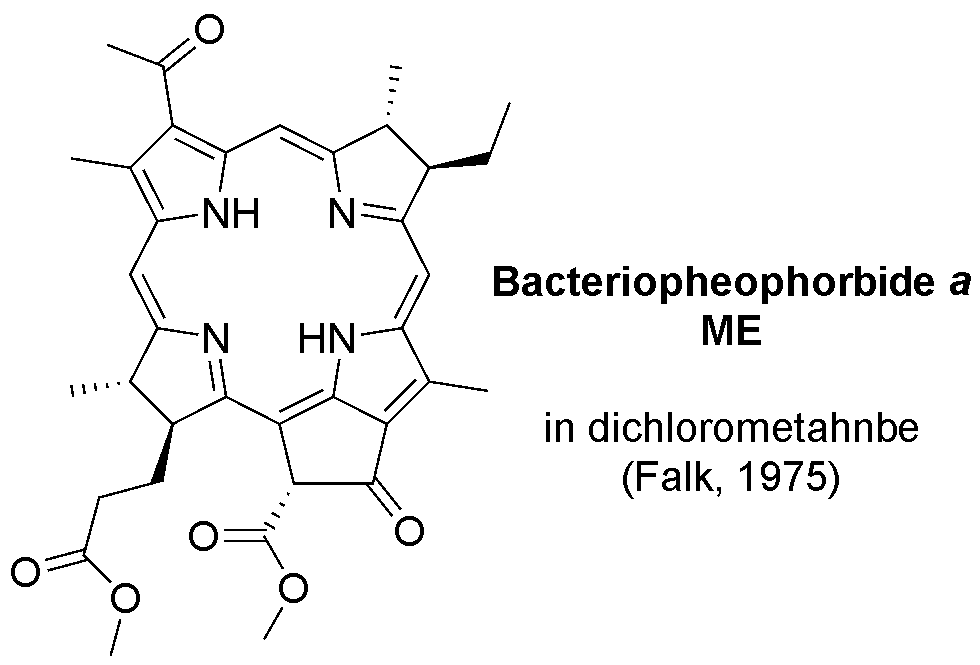 O
NH
N
N
HN
O
O
O
O
O
Bacteriopheophorbide a
ME
in dichlorometahnbe
(Falk, 1975)